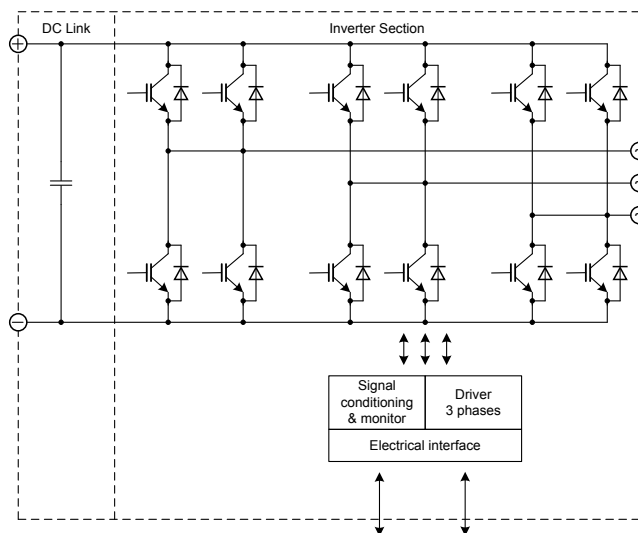 DC Link
Inverter Section
Signal
conditioning
& monitor
Driver
3 phases
Electrical interface